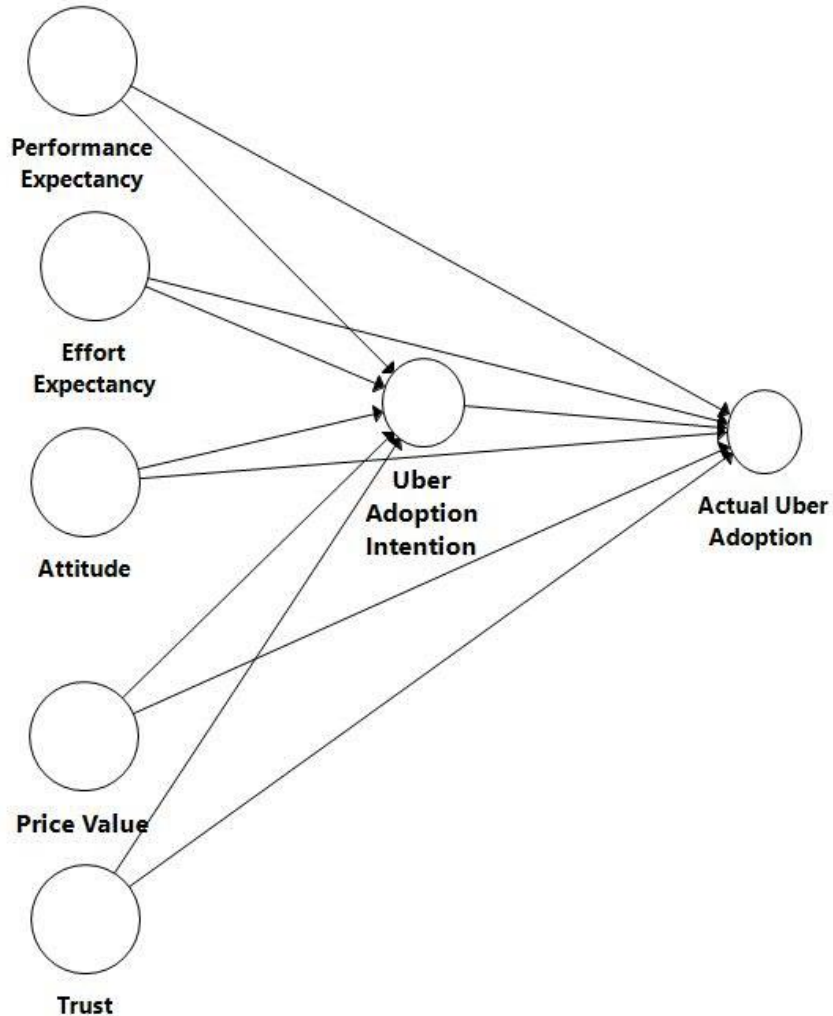 Performance
Expectancy
Effort
Expectancy
Attitude
Uber
Adoption
Intention
Actual Uber
Adoption
Price Value
Trust